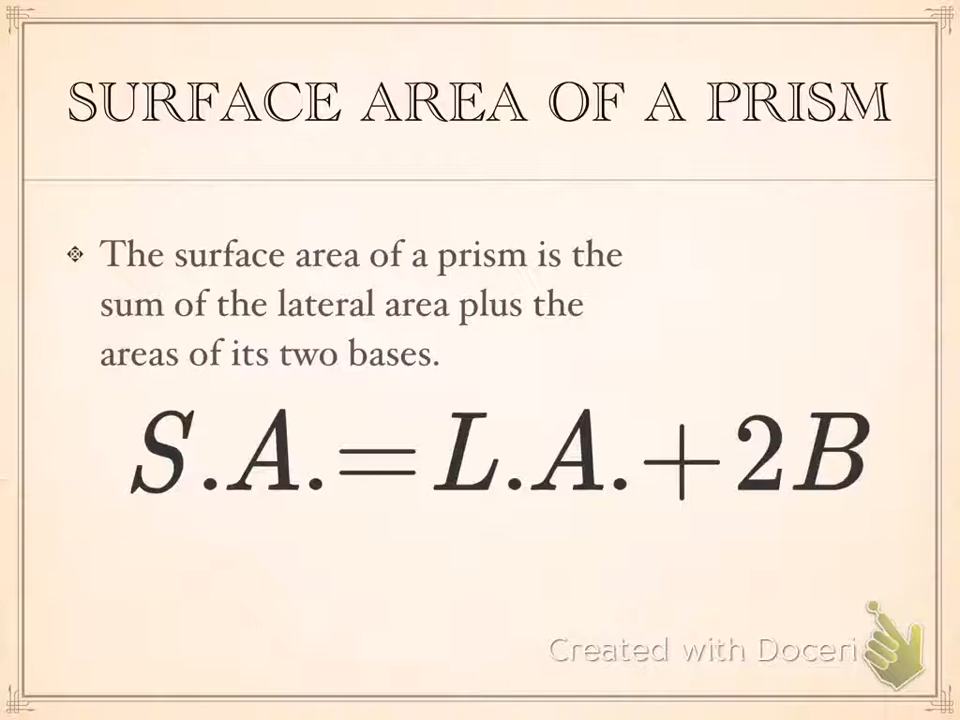 SURFACE AREA OF A PRISM
The surface area of a prism is the
sum of the lateral area plus the
areas of its two bases.
S.A.=L.A.+2B
Created with Doceri